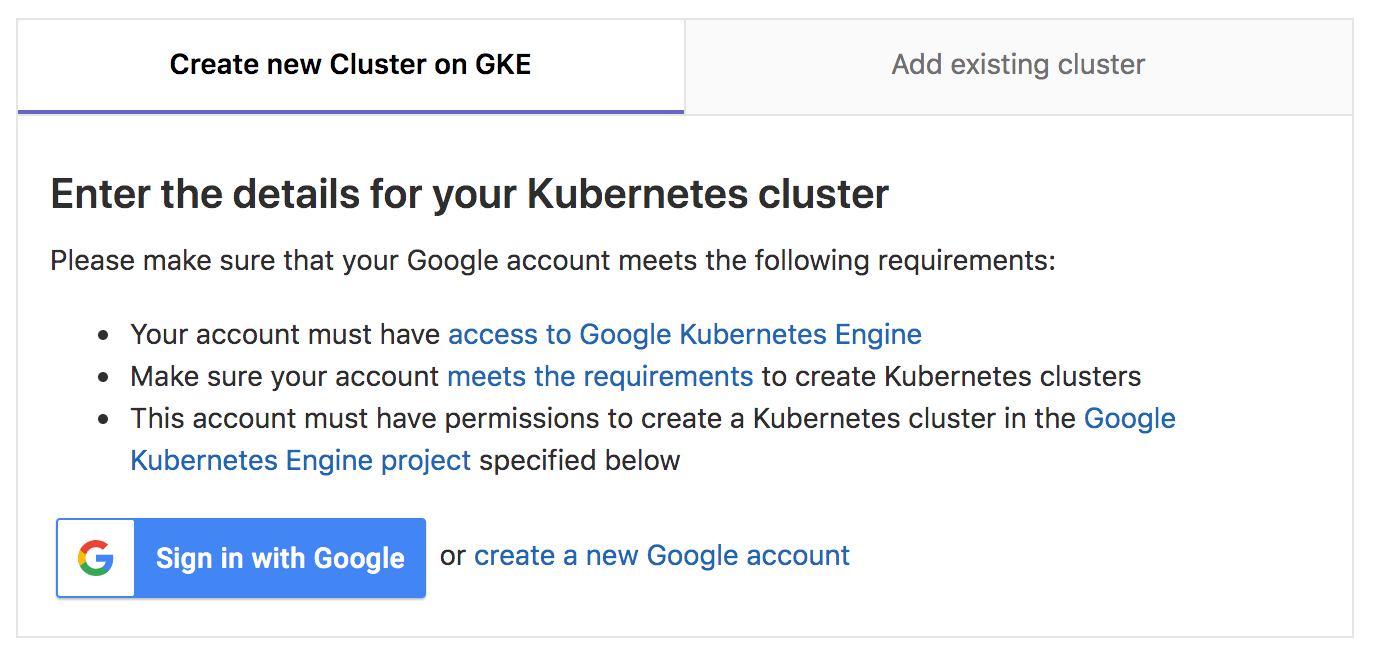 Create new Cluster on GKE
Add existing cluster
Enter the details for your Kubernetes cluster
Please make sure that your Google account meets the following requirements:
Your account must have access to Google Kubernetes Engine
Make sure your account meets the requirements to create Kubernetes clusters
This account must have permissions to create a Kubernetes cluster in the Google
Kubernetes Engine project specified below
Sign in with Google or create a new Google account